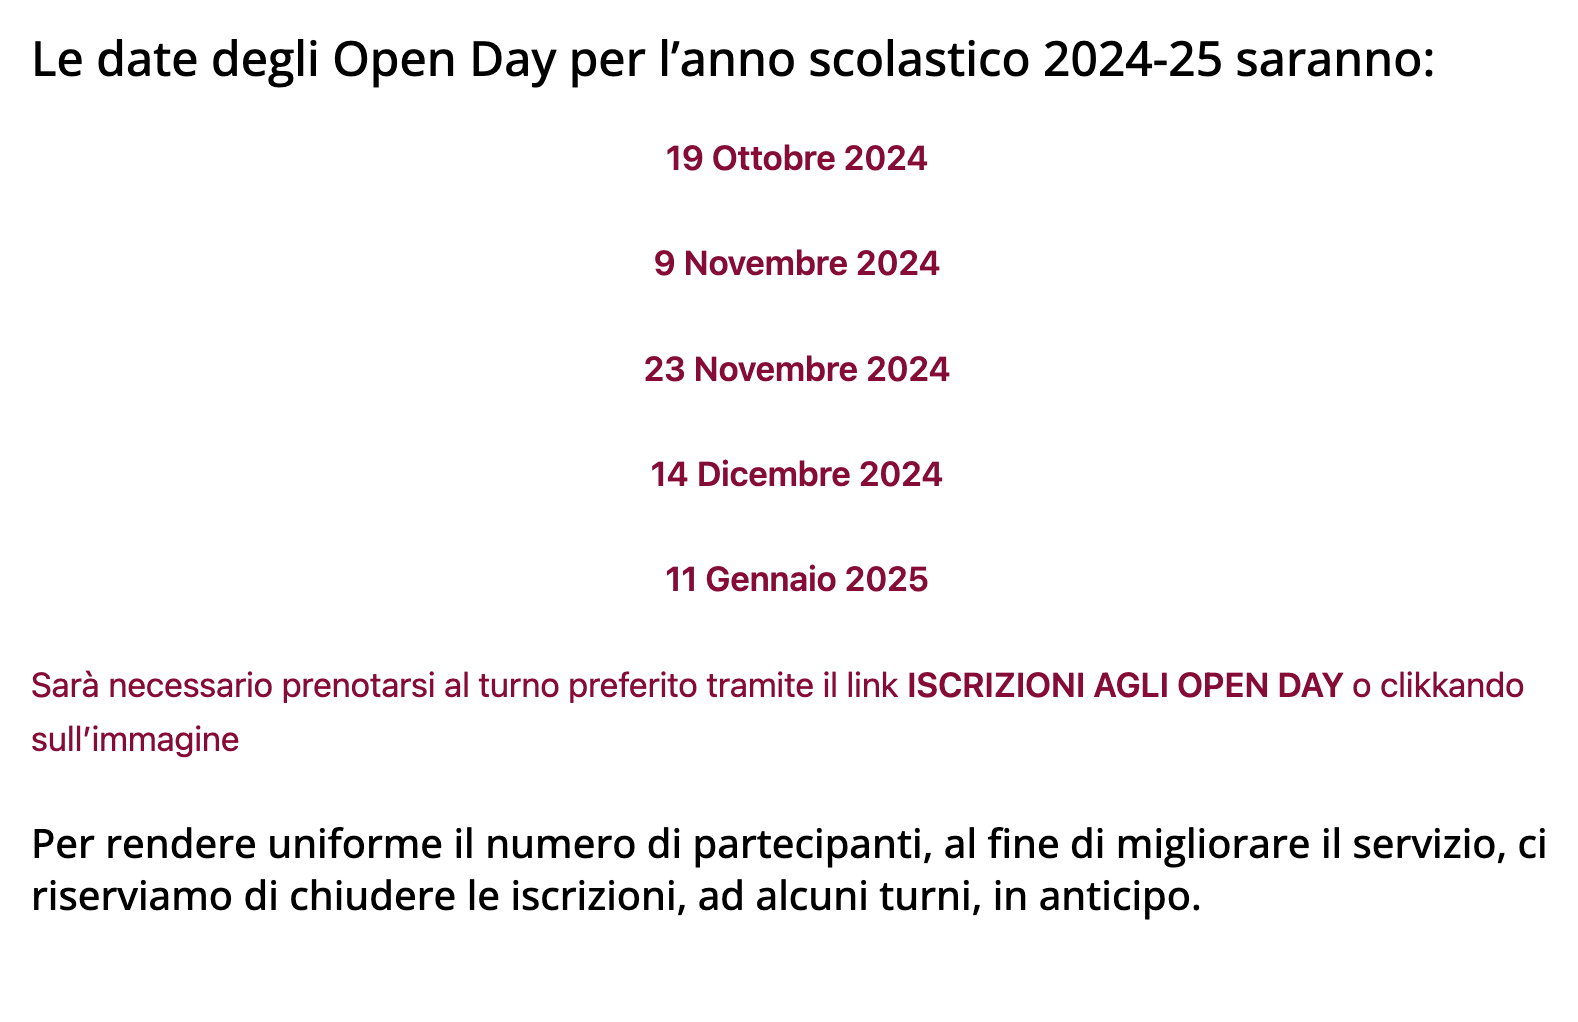 Le date degli Open Day per l’anno scolastico 2024-25 saranno:
19 Ottobre 2024
9 Novembre 2024
23 Novembre 2024
14 Dicembre 2024
11 Gennaio 2025
Sarà necessario prenotarsi al turno preferito tramite il link ISCRIZIONI AGLI OPEN DAY o clikkando
sull’immagine
Per rendere uniforme il numero di partecipanti, al fine di migliorare il servizio, ci
riserviamo di chiudere le iscrizioni, ad alcuni turni, in anticipo.